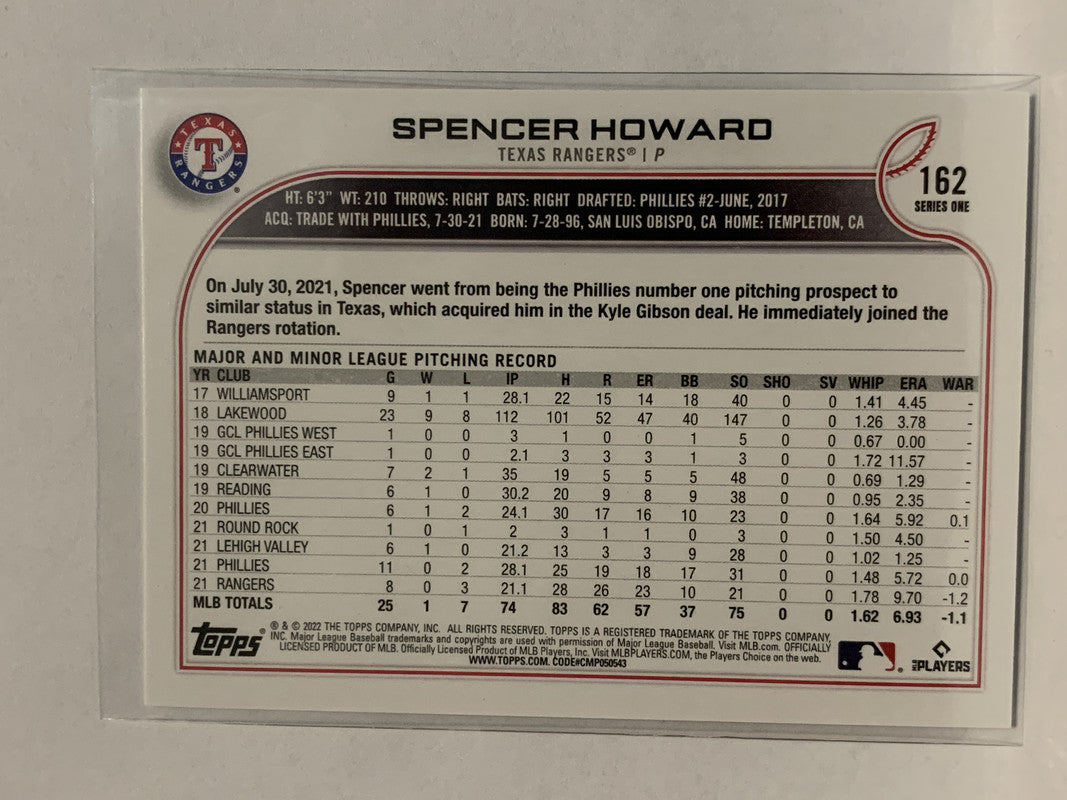 TEXAS RANGERS
T
SPENCER HOWARD
TEXAS RANGERS® | P
162
SERIES ONE
HT: 6'3" WT: 210 THROWS: RIGHT BATS: RIGHT DRAFTED: PHILLIES #2-JUNE, 2017
ACQ: TRADE WITH PHILLIES, 7-30-21 BORN: 7-28-96, SAN LUIS OBISPO, CA HOME: TEMPLETON, CA
On July 30, 2021, Spencer went from being the Phillies number one pitching prospect to
similar status in Texas, which acquired him in the Kyle Gibson deal. He immediately joined the
Rangers rotation.
MAJOR AND MINOR LEAGUE PITCHING RECORD
YR CLUB G W L IP H R ER BB SO SHO SV WHIP ERA WAR
17 WILLIAMSPORT 9 1 1 28.1 22 15 14 18 40 0 0 1.41 4.45 -
18 LAKEWOOD 23 9 8 112 101 52 47 40 147 0 0 1.26 3.78 -
19 GCL PHILLIES WEST 1 0 0 3 1 0 0 1 5 0 0 0.67 0.00 -
19 GCL PHILLIES EAST 1 0 0 2.1 3 3 3 1 3 0 0 1.72 11.57 -
19 CLEARWATER 7 2 1 35 19 5 5 5 48 0 0 0.69 1.29 -
19 READING 6 1 0 30.2 20 9 8 9 38 0 0 0.95 2.35 -
20 PHILLIES 6 1 2 24.1 30 17 16 10 23 0 0 1.64 5.92 0.1
21 ROUND ROCK 1 0 1 2 3 1 1 0 3 0 0 1.50 4.50 -
21 LEHIGH VALLEY 6 1 0 21.2 13 3 3 9 28 0 0 1.02 1.25 -
21 PHILLIES 11 0 2 28.1 25 19 18 17 31 0 0 1.48 5.72 0.0
21 RANGERS 8 0 3 21.1 28 26 23 10 21 0 0 1.78 9.70 -1.2
MLB TOTALS 25 1 7 74 83 62 57 37 75 0 0 1.62 6.93 -1.1
Topps®
® & © 2022 THE TOPPS COMPANY, INC. ALL RIGHTS RESERVED. TOPPS IS A REGISTERED TRADEMARK OF THE TOPPS COMPANY,
INC. Major League Baseball trademarks and copyrights are used with permission of Major League Baseball. Visit MLB.com. OFFICIALLY
LICENSED PRODUCT OF MLB. Officially Licensed Product of MLB Players, Inc. Visit MLBPLAYERS.COM, the Players Choice on the web.
WWW.TOPPS.COM. CODE#CMP050543
MLB PLAYERS